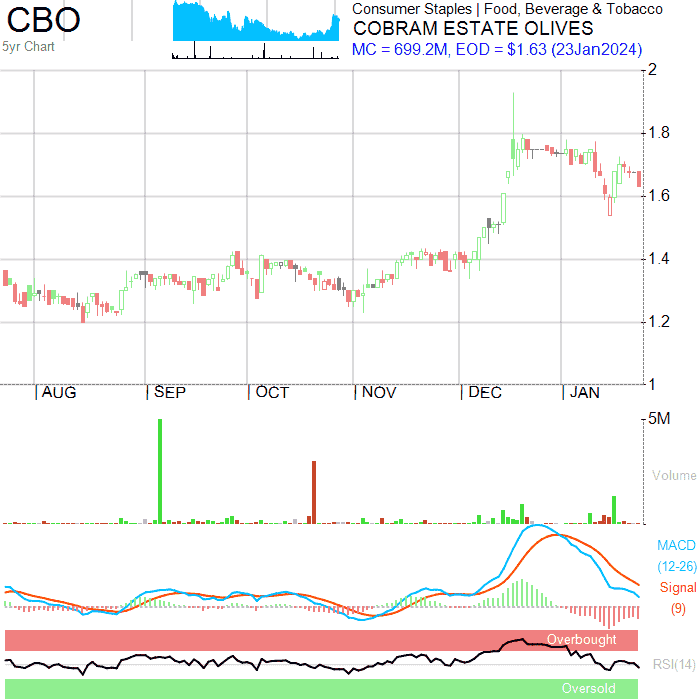 CBO
5yr Chart
Consumer Staples | Food, Beverage & Tobacco
COBRAM ESTATE OLIVES
MC = 699.2M, EOD = $1.63 (23Jan2024)
2
1.8
1.6
1.4
1.2
1
AUG SEP OCT NOV DEC JAN
5M
Volume
MACD
(12-26)
Signal
(9)
Overbought
RSI(14)
Oversold